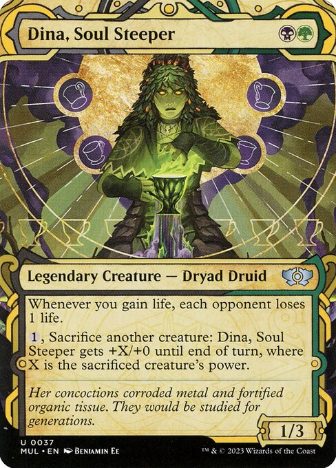 Dina, Soul Steeper
Legendary Creature — Dryad Druid
Whenever you gain life, each opponent loses
1 life.
1, Sacrifice another creature: Dina, Soul
Steeper gets +X/+0 until end of turn, where
X is the sacrificed creature's power.
Her concoctions corroded metal and fortified
organic tissue. They would be studied for
generations.
1/3
U 0037
MUL • EN Benjamin Ee
™ & © 2023 Wizards of the Coast